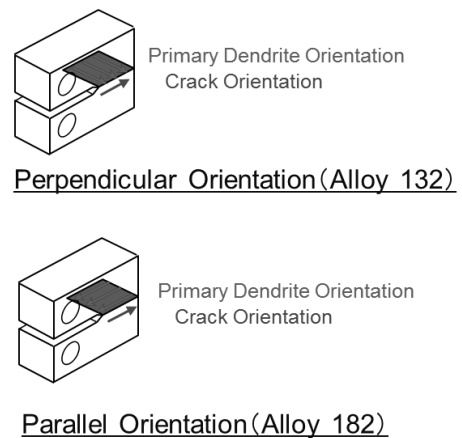 Primary Dendrite Orientation
Crack Orientation
Perpendicular Orientation（Alloy 132）
Primary Dendrite Orientation
Crack Orientation
Parallel Orientation（Alloy 182）